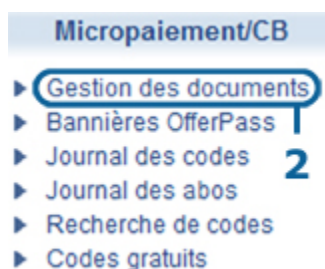 Micropaiement/CB
Gestion des documents
Bannières OfferPass
2
Journal des codes
Journal des abos
Recherche de codes
Codes gratuits